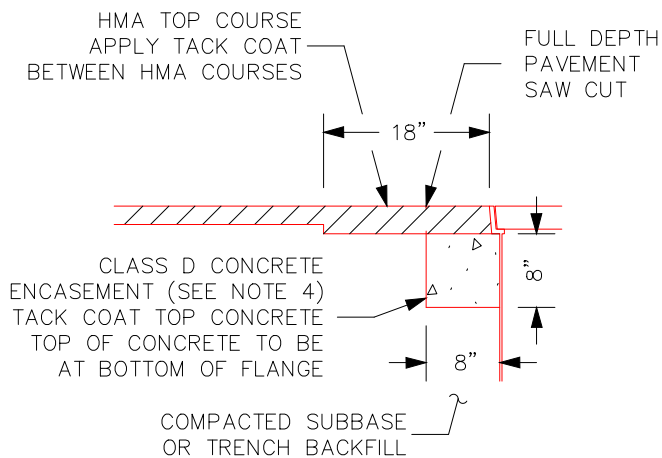 HMA TOP COURSE
APPLY TACK COAT
BETWEEN HMA COURSES
FULL DEPTH
PAVEMENT
SAW CUT
18”
CLASS D CONCRETE
ENCASEMENT (SEE NOTE 4)
TACK COAT TOP CONCRETE
TOP OF CONCRETE TO BE
AT BOTTOM OF FLANGE
8”
8”
COMPACTED SUBBASE
OR TRENCH BACKFILL